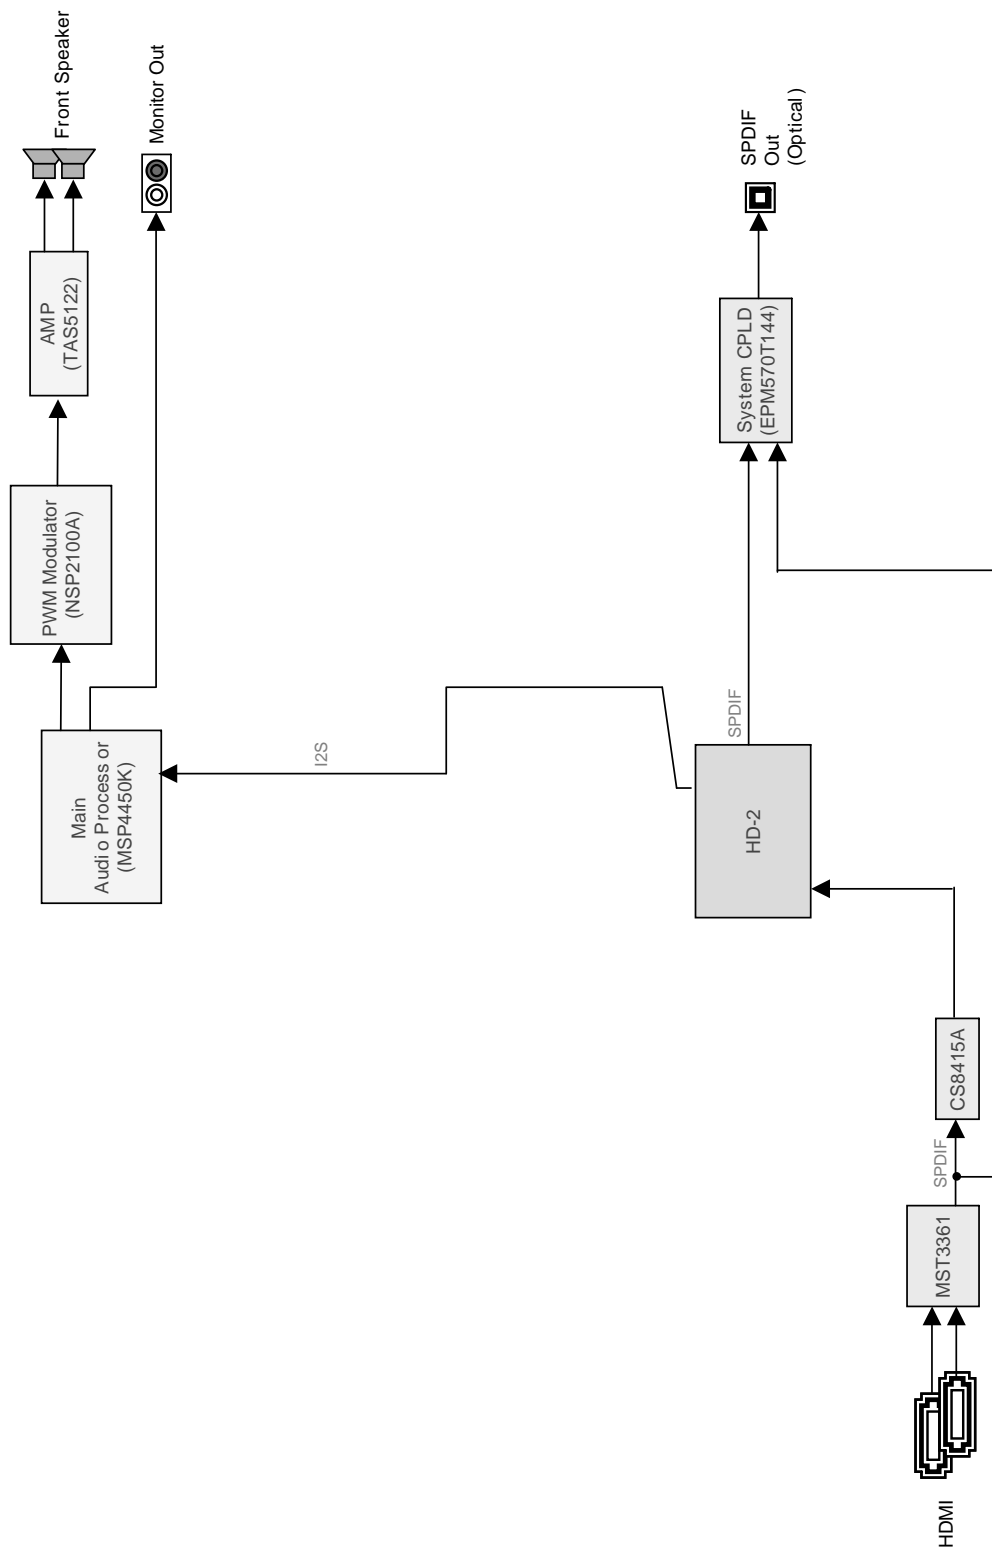 Front Speaker
Monitor Out
AMP
(TAS5122)
PWM Modulator
(NSP2100A)
Main
Audi o Process or
(MSP4450K)
I2S
SPDIF
Out
(Optical)
System CPLD
(EPM570T144)
SPDIF
HD-2
CS8415A
SPDIF
MST3361
HDMI